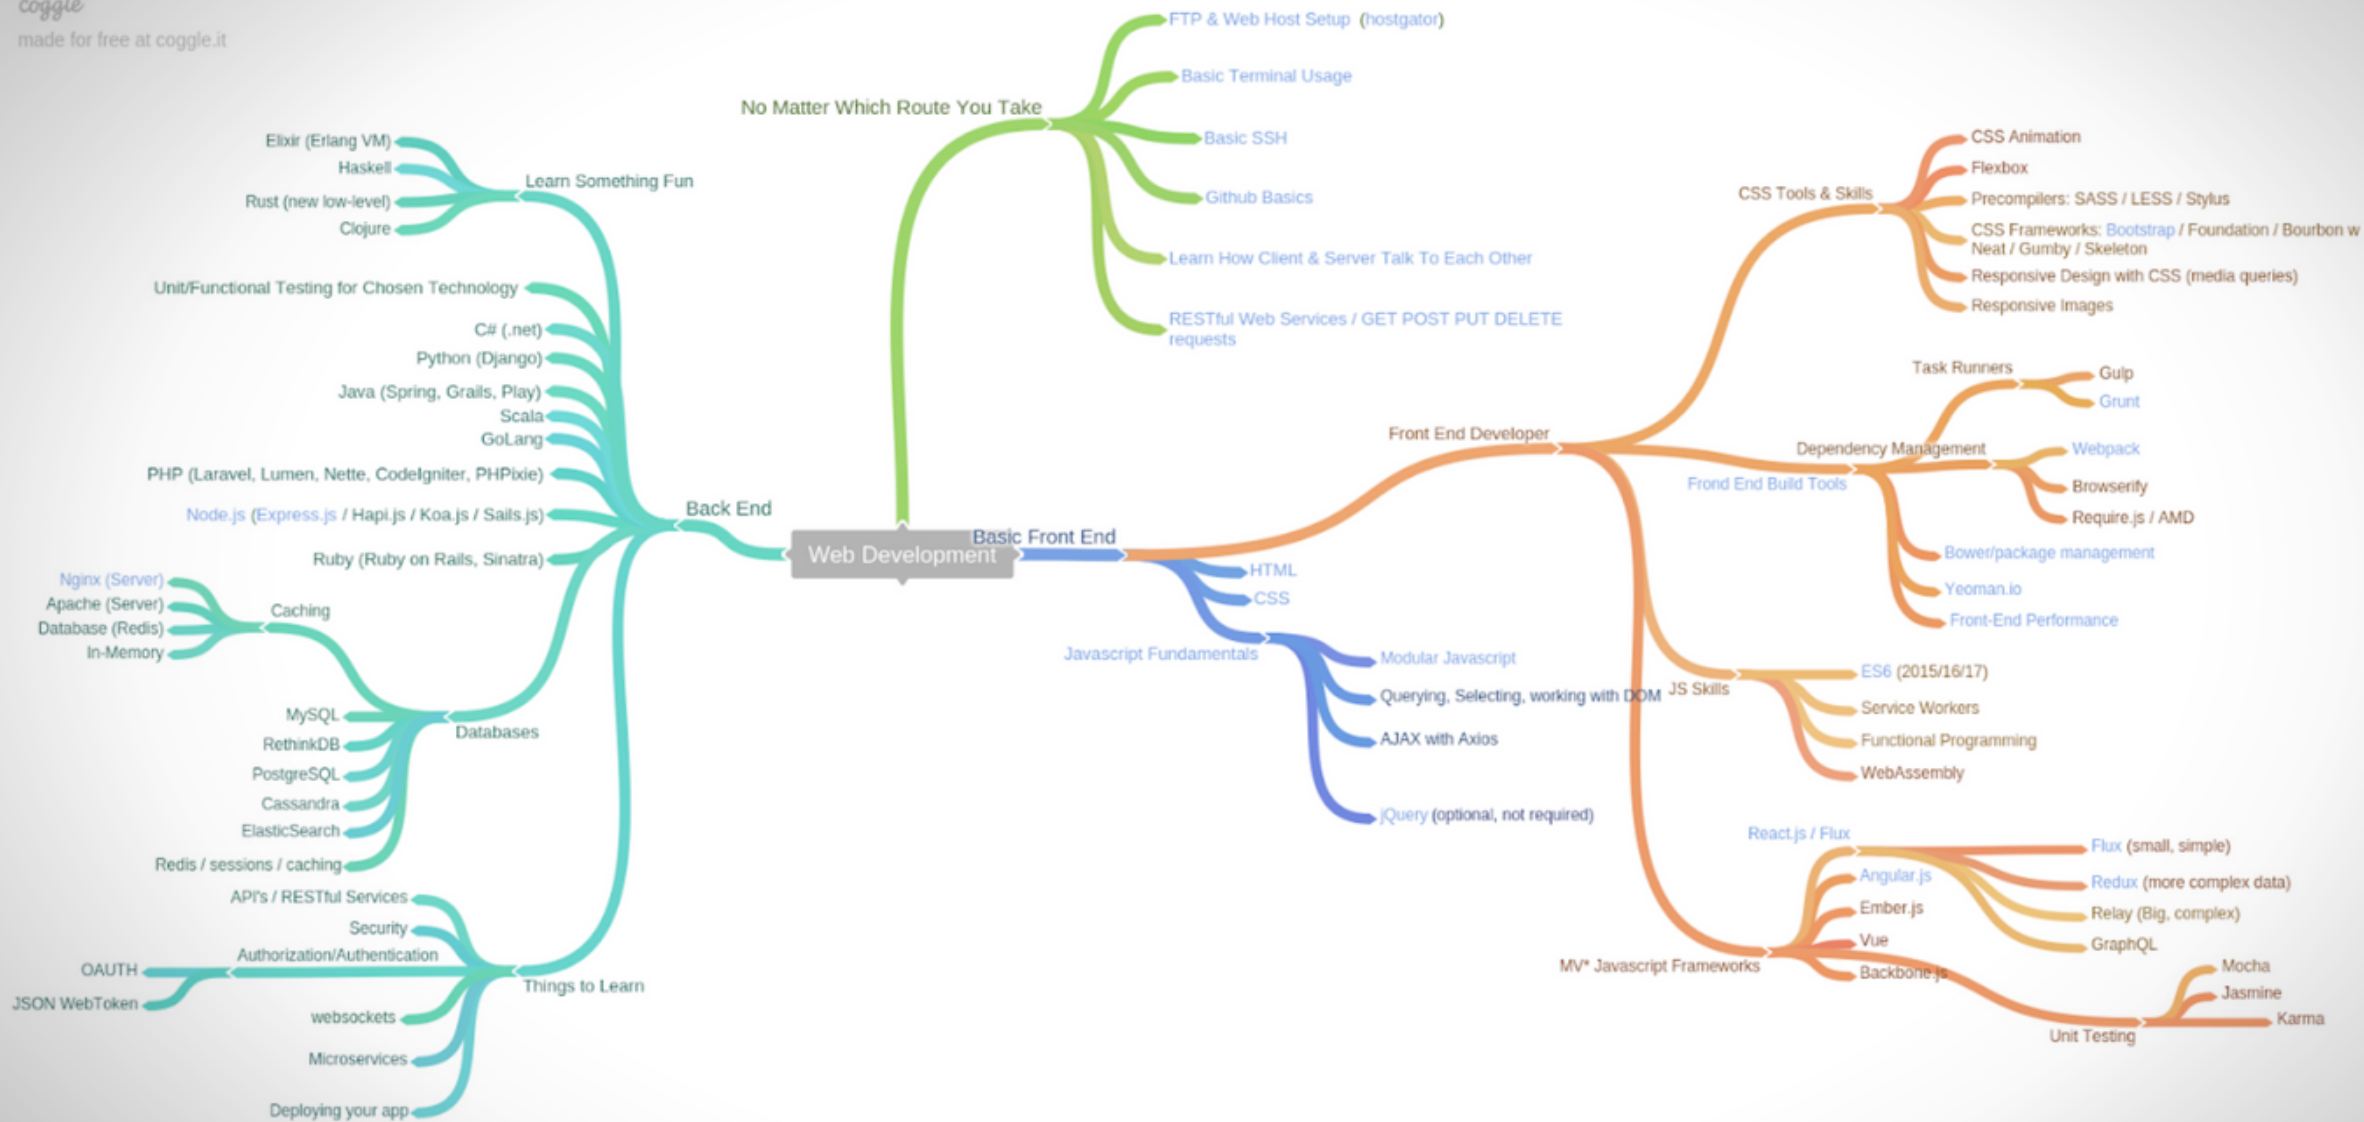 coggle
made for free at coggle.it
Web Development
No Matter Which Route You Take
FTP & Web Host Setup (hostgator)
Basic Terminal Usage
Basic SSH
Github Basics
Learn How Client & Server Talk To Each Other
RESTful Web Services / GET POST PUT DELETE
requests
Back End
Learn Something Fun
Elixir (Erlang VM)
Haskell
Rust (new low-level)
Clojure
Unit/Functional Testing for Chosen Technology
C# (.net)
Python (Django)
Java (Spring, Grails, Play)
Scala
GoLang
PHP (Laravel, Lumen, Nette, CodeIgniter, PHPixie)
Node.js (Express.js / Hapi.js / Koa.js / Sails.js)
Ruby (Ruby on Rails, Sinatra)
Databases
Caching
Nginx (Server)
Apache (Server)
Database (Redis)
In-Memory
MySQL
RethinkDB
PostgreSQL
Cassandra
ElasticSearch
Redis / sessions / caching
Things to Learn
API's / RESTful Services
Security
Authorization/Authentication
OAUTH
JSON WebToken
websockets
Microservices
Deploying your app
Basic Front End
HTML
CSS
Javascript Fundamentals
Modular Javascript
Querying, Selecting, working with DOM
AJAX with Axios
jQuery (optional, not required)
Front End Developer
CSS Tools & Skills
CSS Animation
Flexbox
Precompilers: SASS / LESS / Stylus
CSS Frameworks: Bootstrap / Foundation / Bourbon w
Neat / Gumby / Skeleton
Responsive Design with CSS (media queries)
Responsive Images
Frond End Build Tools
Task Runners
Gulp
Grunt
Dependency Management
Webpack
Browserify
Require.js / AMD
Bower/package management
Yeoman.io
Front-End Performance
JS Skills
ES6 (2015/16/17)
Service Workers
Functional Programming
WebAssembly
MV* Javascript Frameworks
React.js / Flux
Flux (small, simple)
Redux (more complex data)
Relay (Big, complex)
GraphQL
Angular.js
Ember.js
Vue
Backbone.js
Unit Testing
Mocha
Jasmine
Karma